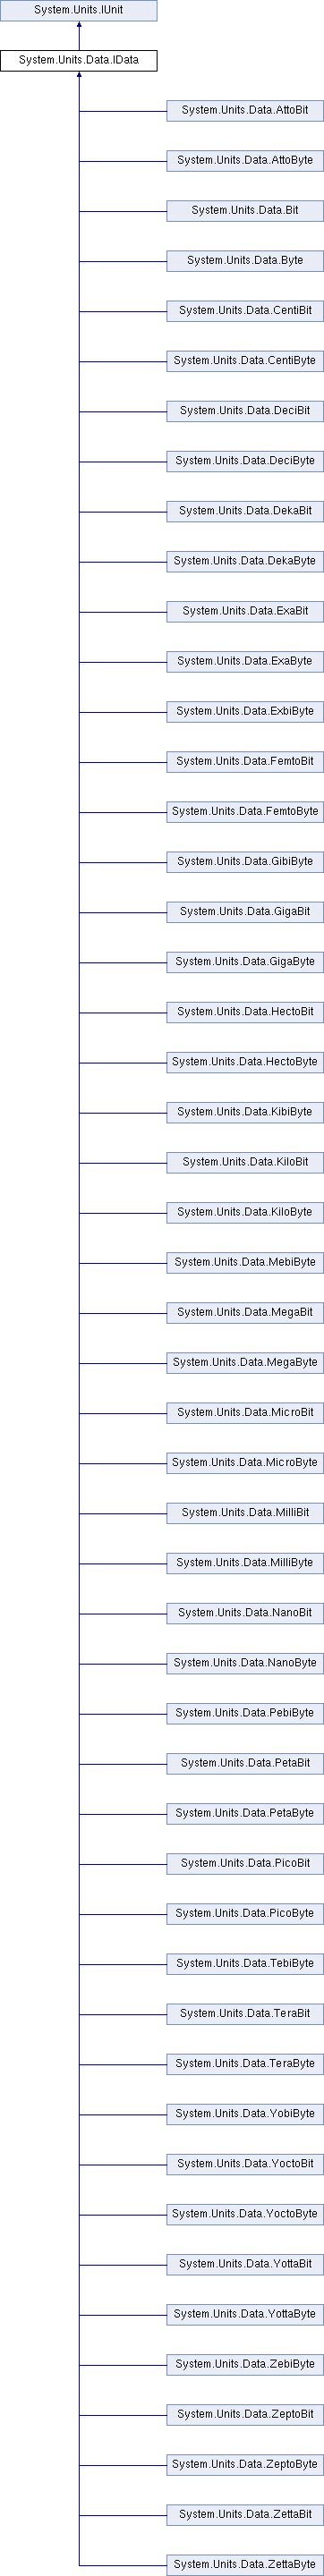 System.Units.IUnit
System.Units.Data.IData
System.Units.Data.AttoBit
System.Units.Data.AttoByte
System.Units.Data.Bit
System.Units.Data.Byte
System.Units.Data.CentiBit
System.Units.Data.CentiByte
System.Units.Data.DeciBit
System.Units.Data.DeciByte
System.Units.Data.DekaBit
System.Units.Data.DekaByte
System.Units.Data.ExaBit
System.Units.Data.ExaByte
System.Units.Data.ExbiByte
System.Units.Data.FemtoBit
System.Units.Data.FemtoByte
System.Units.Data.GibiByte
System.Units.Data.GigaBit
System.Units.Data.GigaByte
System.Units.Data.HectoBit
System.Units.Data.HectoByte
System.Units.Data.KibiByte
System.Units.Data.KiloBit
System.Units.Data.KiloByte
System.Units.Data.MebiByte
System.Units.Data.MegaBit
System.Units.Data.MegaByte
System.Units.Data.MicroBit
System.Units.Data.MicroByte
System.Units.Data.MilliBit
System.Units.Data.MilliByte
System.Units.Data.NanoBit
System.Units.Data.NanoByte
System.Units.Data.PebiByte
System.Units.Data.PetaBit
System.Units.Data.PetaByte
System.Units.Data.PicoBit
System.Units.Data.PicoByte
System.Units.Data.TebiByte
System.Units.Data.TeraBit
System.Units.Data.TeraByte
System.Units.Data.YobiByte
System.Units.Data.YoctoBit
System.Units.Data.YoctoByte
System.Units.Data.YottaBit
System.Units.Data.YottaByte
System.Units.Data.ZebiByte
System.Units.Data.ZeptoBit
System.Units.Data.ZeptoByte
System.Units.Data.ZettaBit
System.Units.Data.ZettaByte